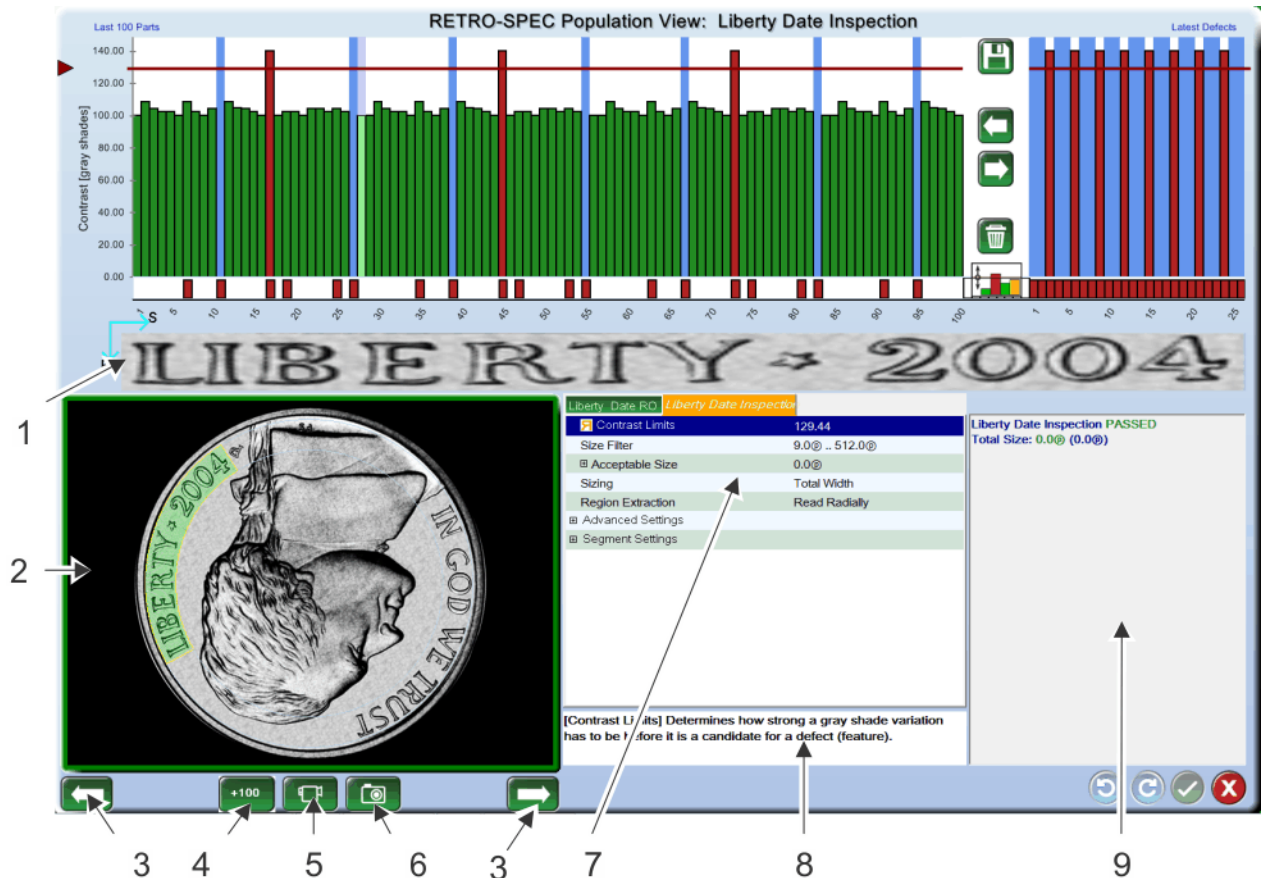 RETRO-SPEC Population View: Liberty Date Inspection
Last 100 Parts
Latest Defects
140.00
120.00
100.00
80.00
60.00
40.00
20.00
0.00
Contrast [gray shades]
1 5 10 15 20 25 30 35 40 45 50 55 60 65 70 75 80 85 90 95 100
1 5 10 15 20 25
S
LIBERTY * 2004
Liberty Date RO Liberty Date Inspection
Contrast Limits 129.44
Size Filter 9.0ⓟ .. 512.0ⓟ
Acceptable Size 0.0ⓟ
Sizing Total Width
Region Extraction Read Radially
Advanced Settings
Segment Settings
[Contrast Limits] Determines how strong a gray shade variation
has to be before it is a candidate for a defect (feature).
Liberty Date Inspection PASSED
Total Size: 0.0ⓟ (0.0ⓟ)
LIBERTY * 2004
IN GOD WE TRUST
+100
1
2
3 4 5 6 3 7 8 9